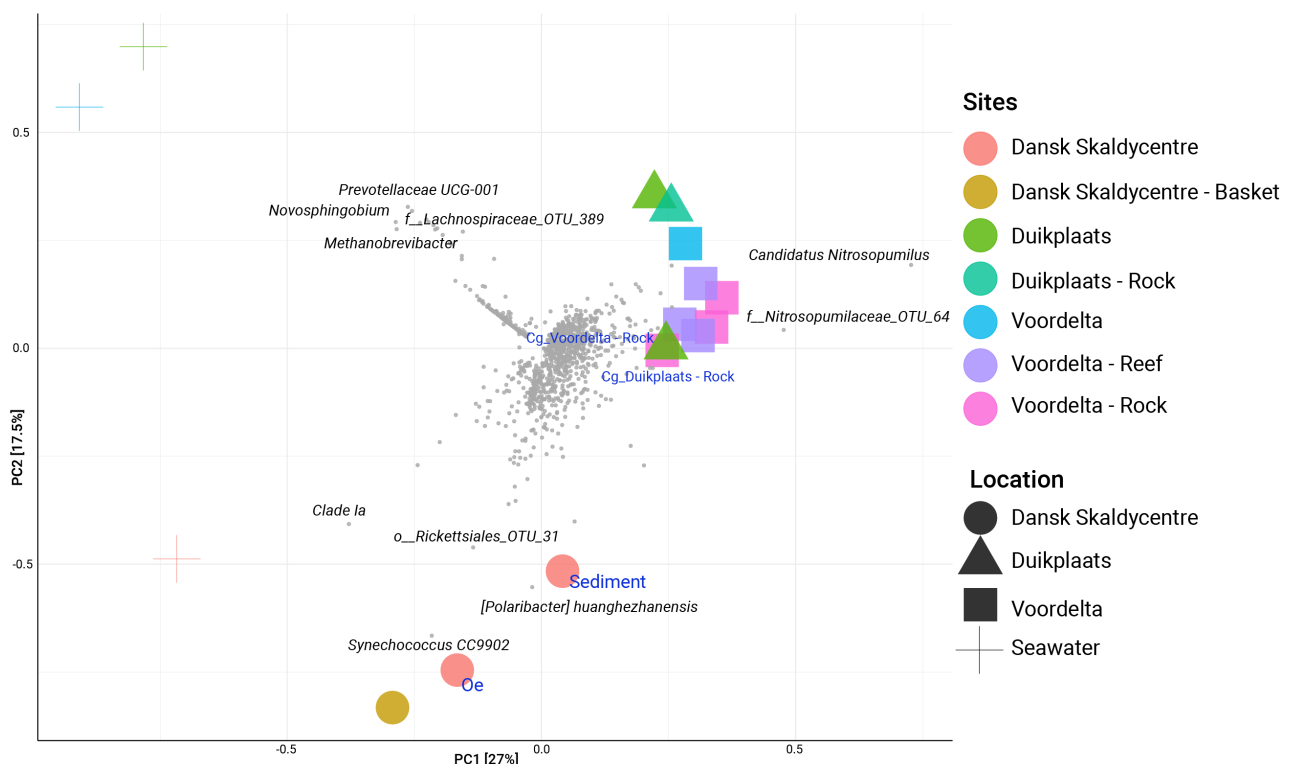 Prevotellaceae UCG-001
Novosphingobium
f__Lachnospiraceae_OTU_389
Methanobrevibacter
Candidatus Nitrosopumilus
f__Nitrosopumilaceae_OTU_64
Cg_Voordelta - Rock
Cg_Duikplaats - Rock
Clade Ia
o__Rickettsiales_OTU_31
Sediment
[Polaribacter] huanghezhanensis
Synechococcus CC9902
Oe
0.5
0.0
-0.5
PC2 [17.5%]
-0.5
0.0
0.5
PC1 [27%]
Sites
Dansk Skaldycentre
Dansk Skaldycentre - Basket
Duikplaats
Duikplaats - Rock
Voordelta
Voordelta - Reef
Voordelta - Rock
Location
Dansk Skaldycentre
Duikplaats
Voordelta
Seawater